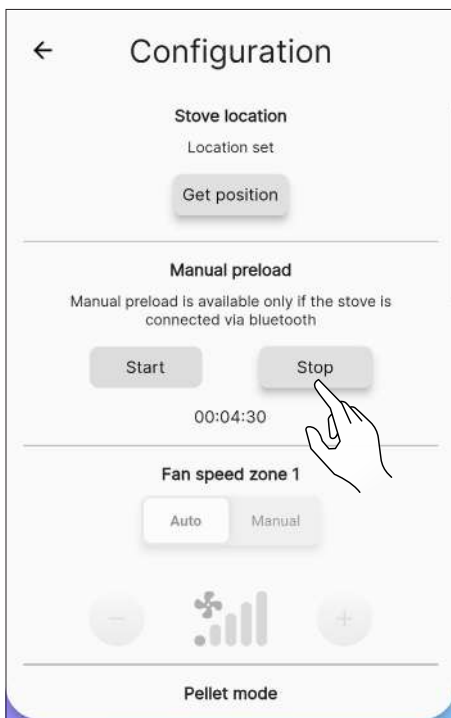 Configuration
Stove location
Location set
Get position
Manual preload
Manual preload is available only if the stove is
connected via bluetooth
Start Stop
00:04:30
Fan speed zone 1
Auto Manual
Pellet mode